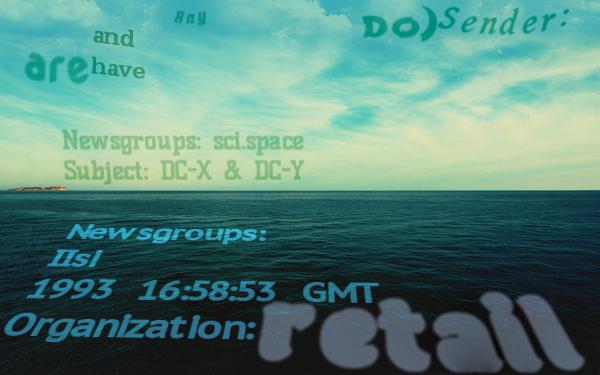 Any
DO)
Sender:
and
are
have
Newsgroups: sci.space
Subject: DC-X & DC-Y
Newsgroups:
IIsi
1993 16:58:53 GMT
Organization:
retail